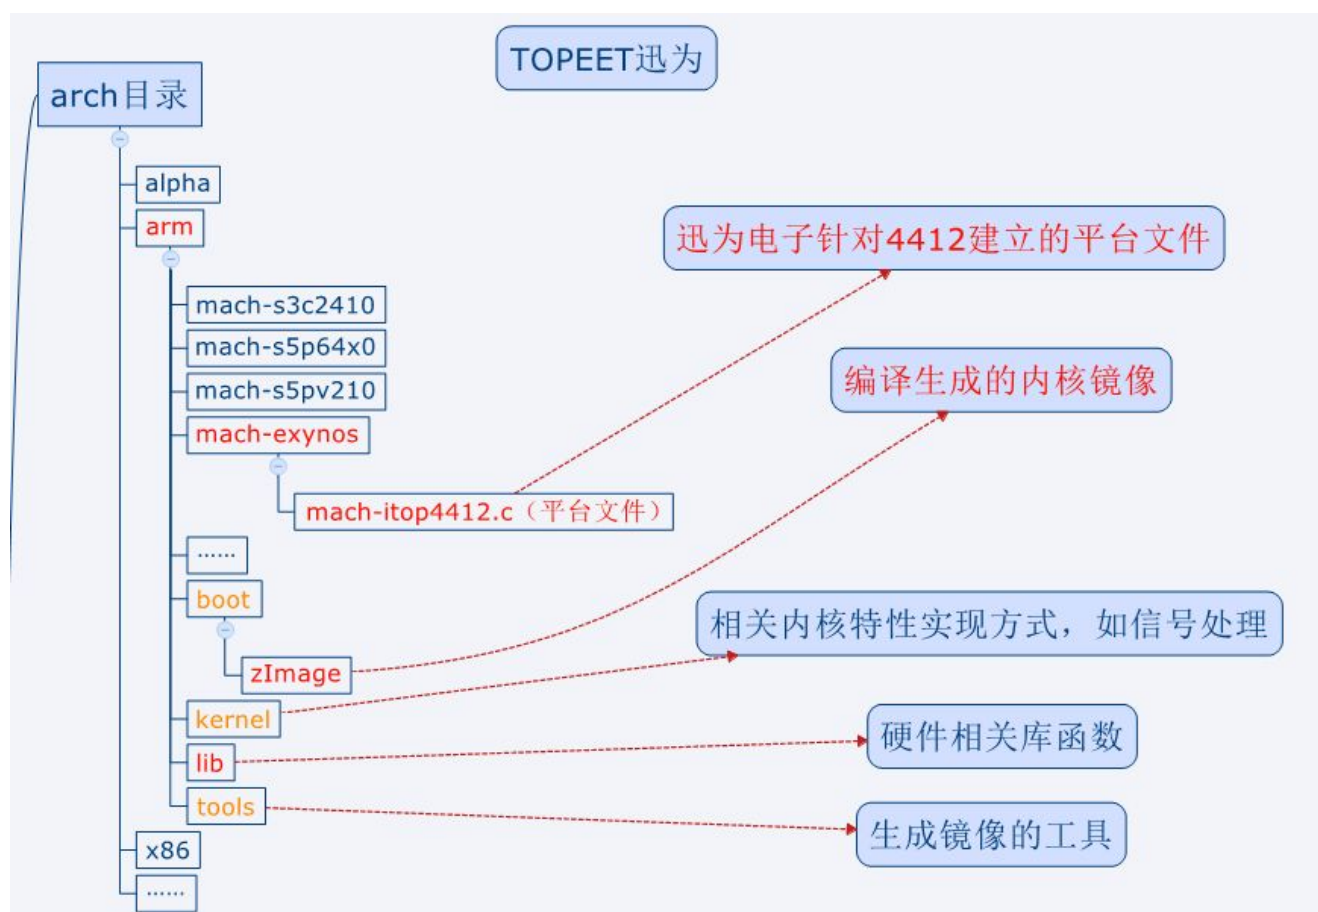 TOPEET迅为
arch目录
alpha
arm
迅为电子针对4412建立的平台文件
mach-s3c2410
mach-s5p64x0
mach-s5pv210
编译生成的内核镜像
mach-exynos
mach-itop4412.c（平台文件）
……
boot
相关内核特性实现方式，如信号处理
zImage
kernel
硬件相关库函数
lib
tools
生成镜像的工具
x86
……